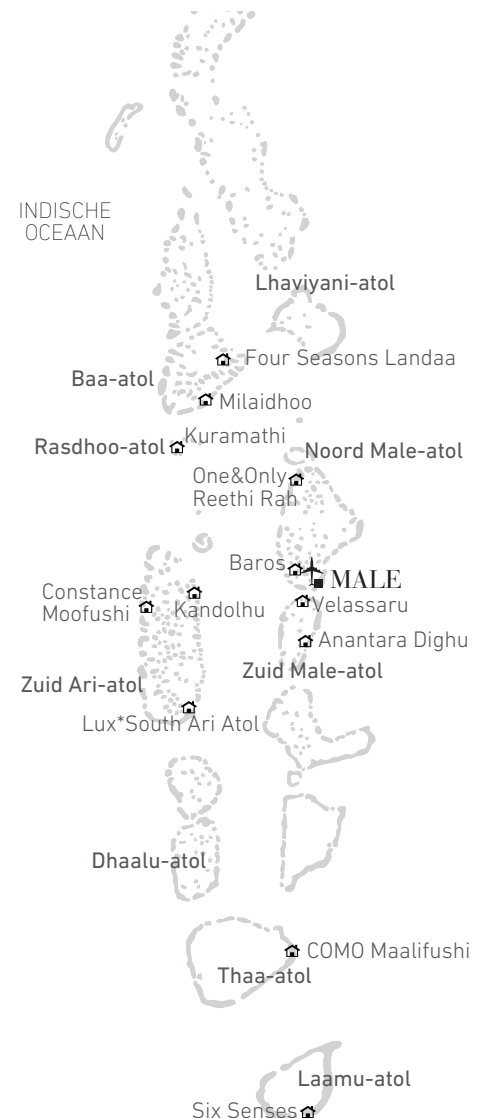 INDISCHE
OCEAAN
Lhaviyani-atol
Four Seasons Landaa
Baa-atol
Milaidhoo
Kuramathi
Rasdhoo-atol
Noord Male-atol
One&Only
Reethi Rah
Baros
MALE
Constance
Moofushi
Kandolhu
Velassaru
Anantara Dighu
Zuid Male-atol
Zuid Ari-atol
Lux*South Ari Atol
Dhaalu-atol
COMO Maalifushi
Thaa-atol
Laamu-atol
Six Senses